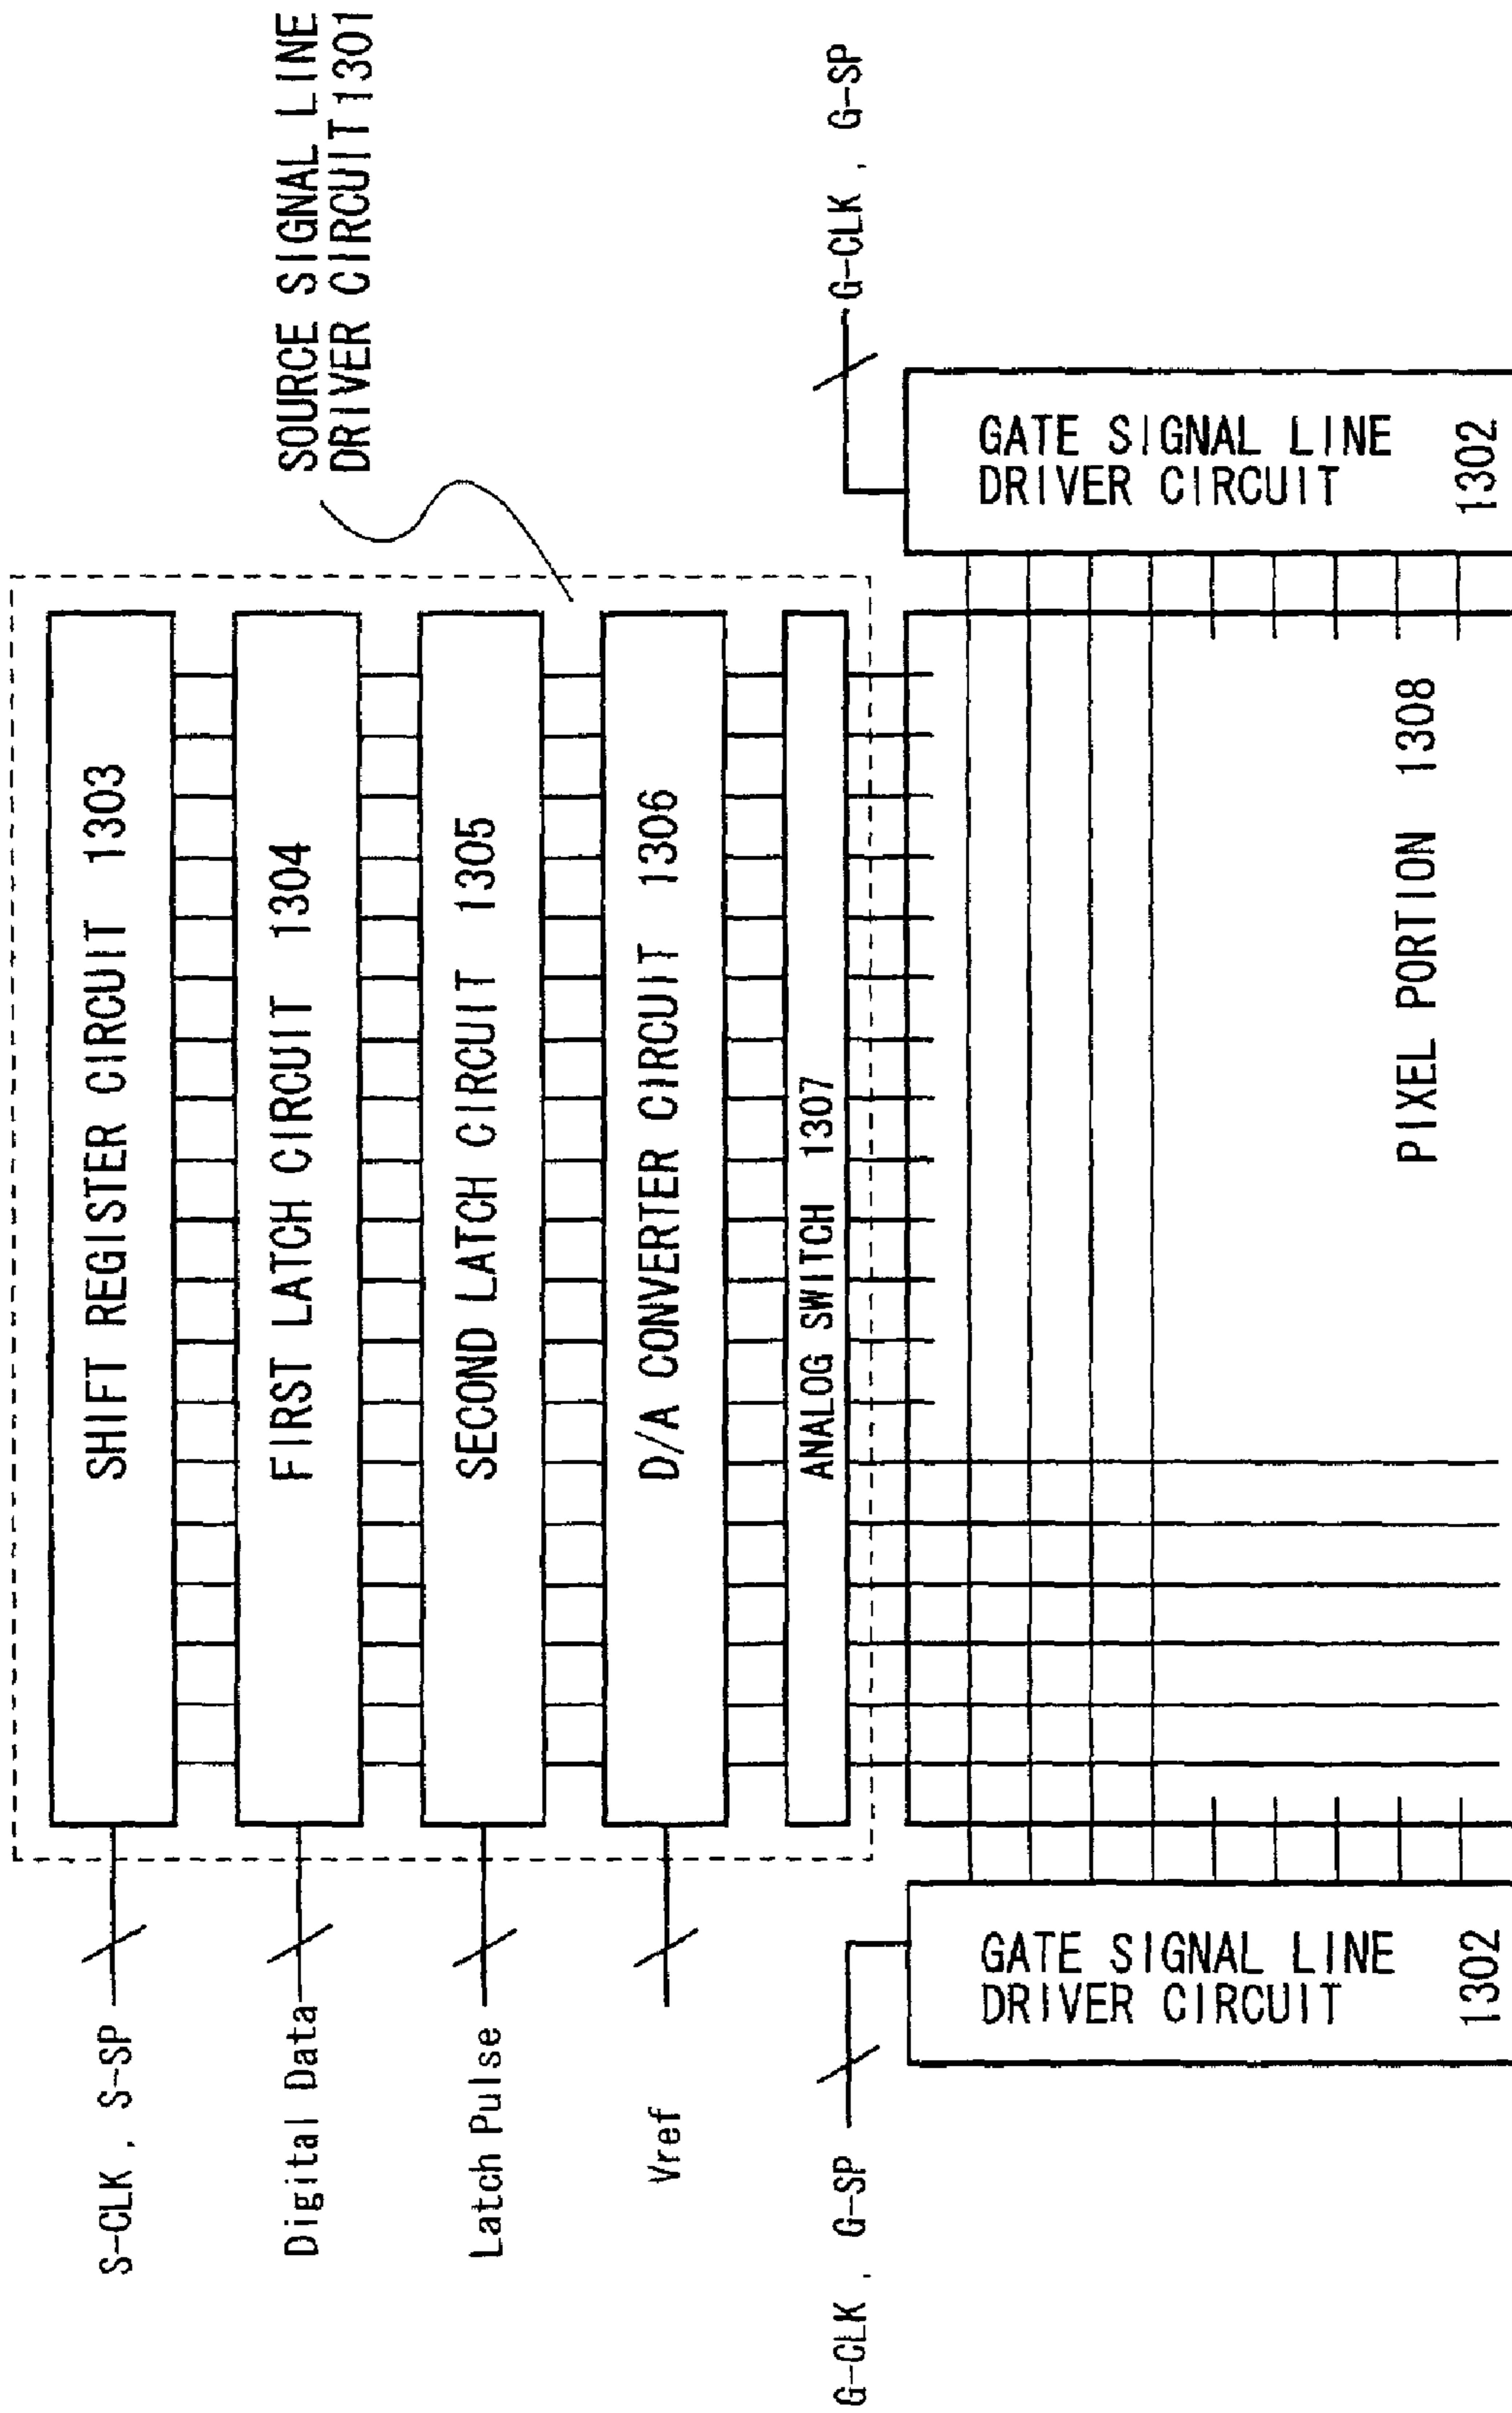 SOURCE SIGNAL LINE
DRIVER CIRCUIT 1301
S-CLK , S-SP
SHIFT REGISTER CIRCUIT 1303
Digital Data
FIRST LATCH CIRCUIT 1304
Latch Pulse
SECOND LATCH CIRCUIT 1305
Vref
D/A CONVERTER CIRCUIT 1306
ANALOG SWITCH 1307
G-CLK , G-SP
G-CLK , G-SP
GATE SIGNAL LINE
DRIVER CIRCUIT
1302
PIXEL PORTION 1308
GATE SIGNAL LINE
DRIVER CIRCUIT
1302